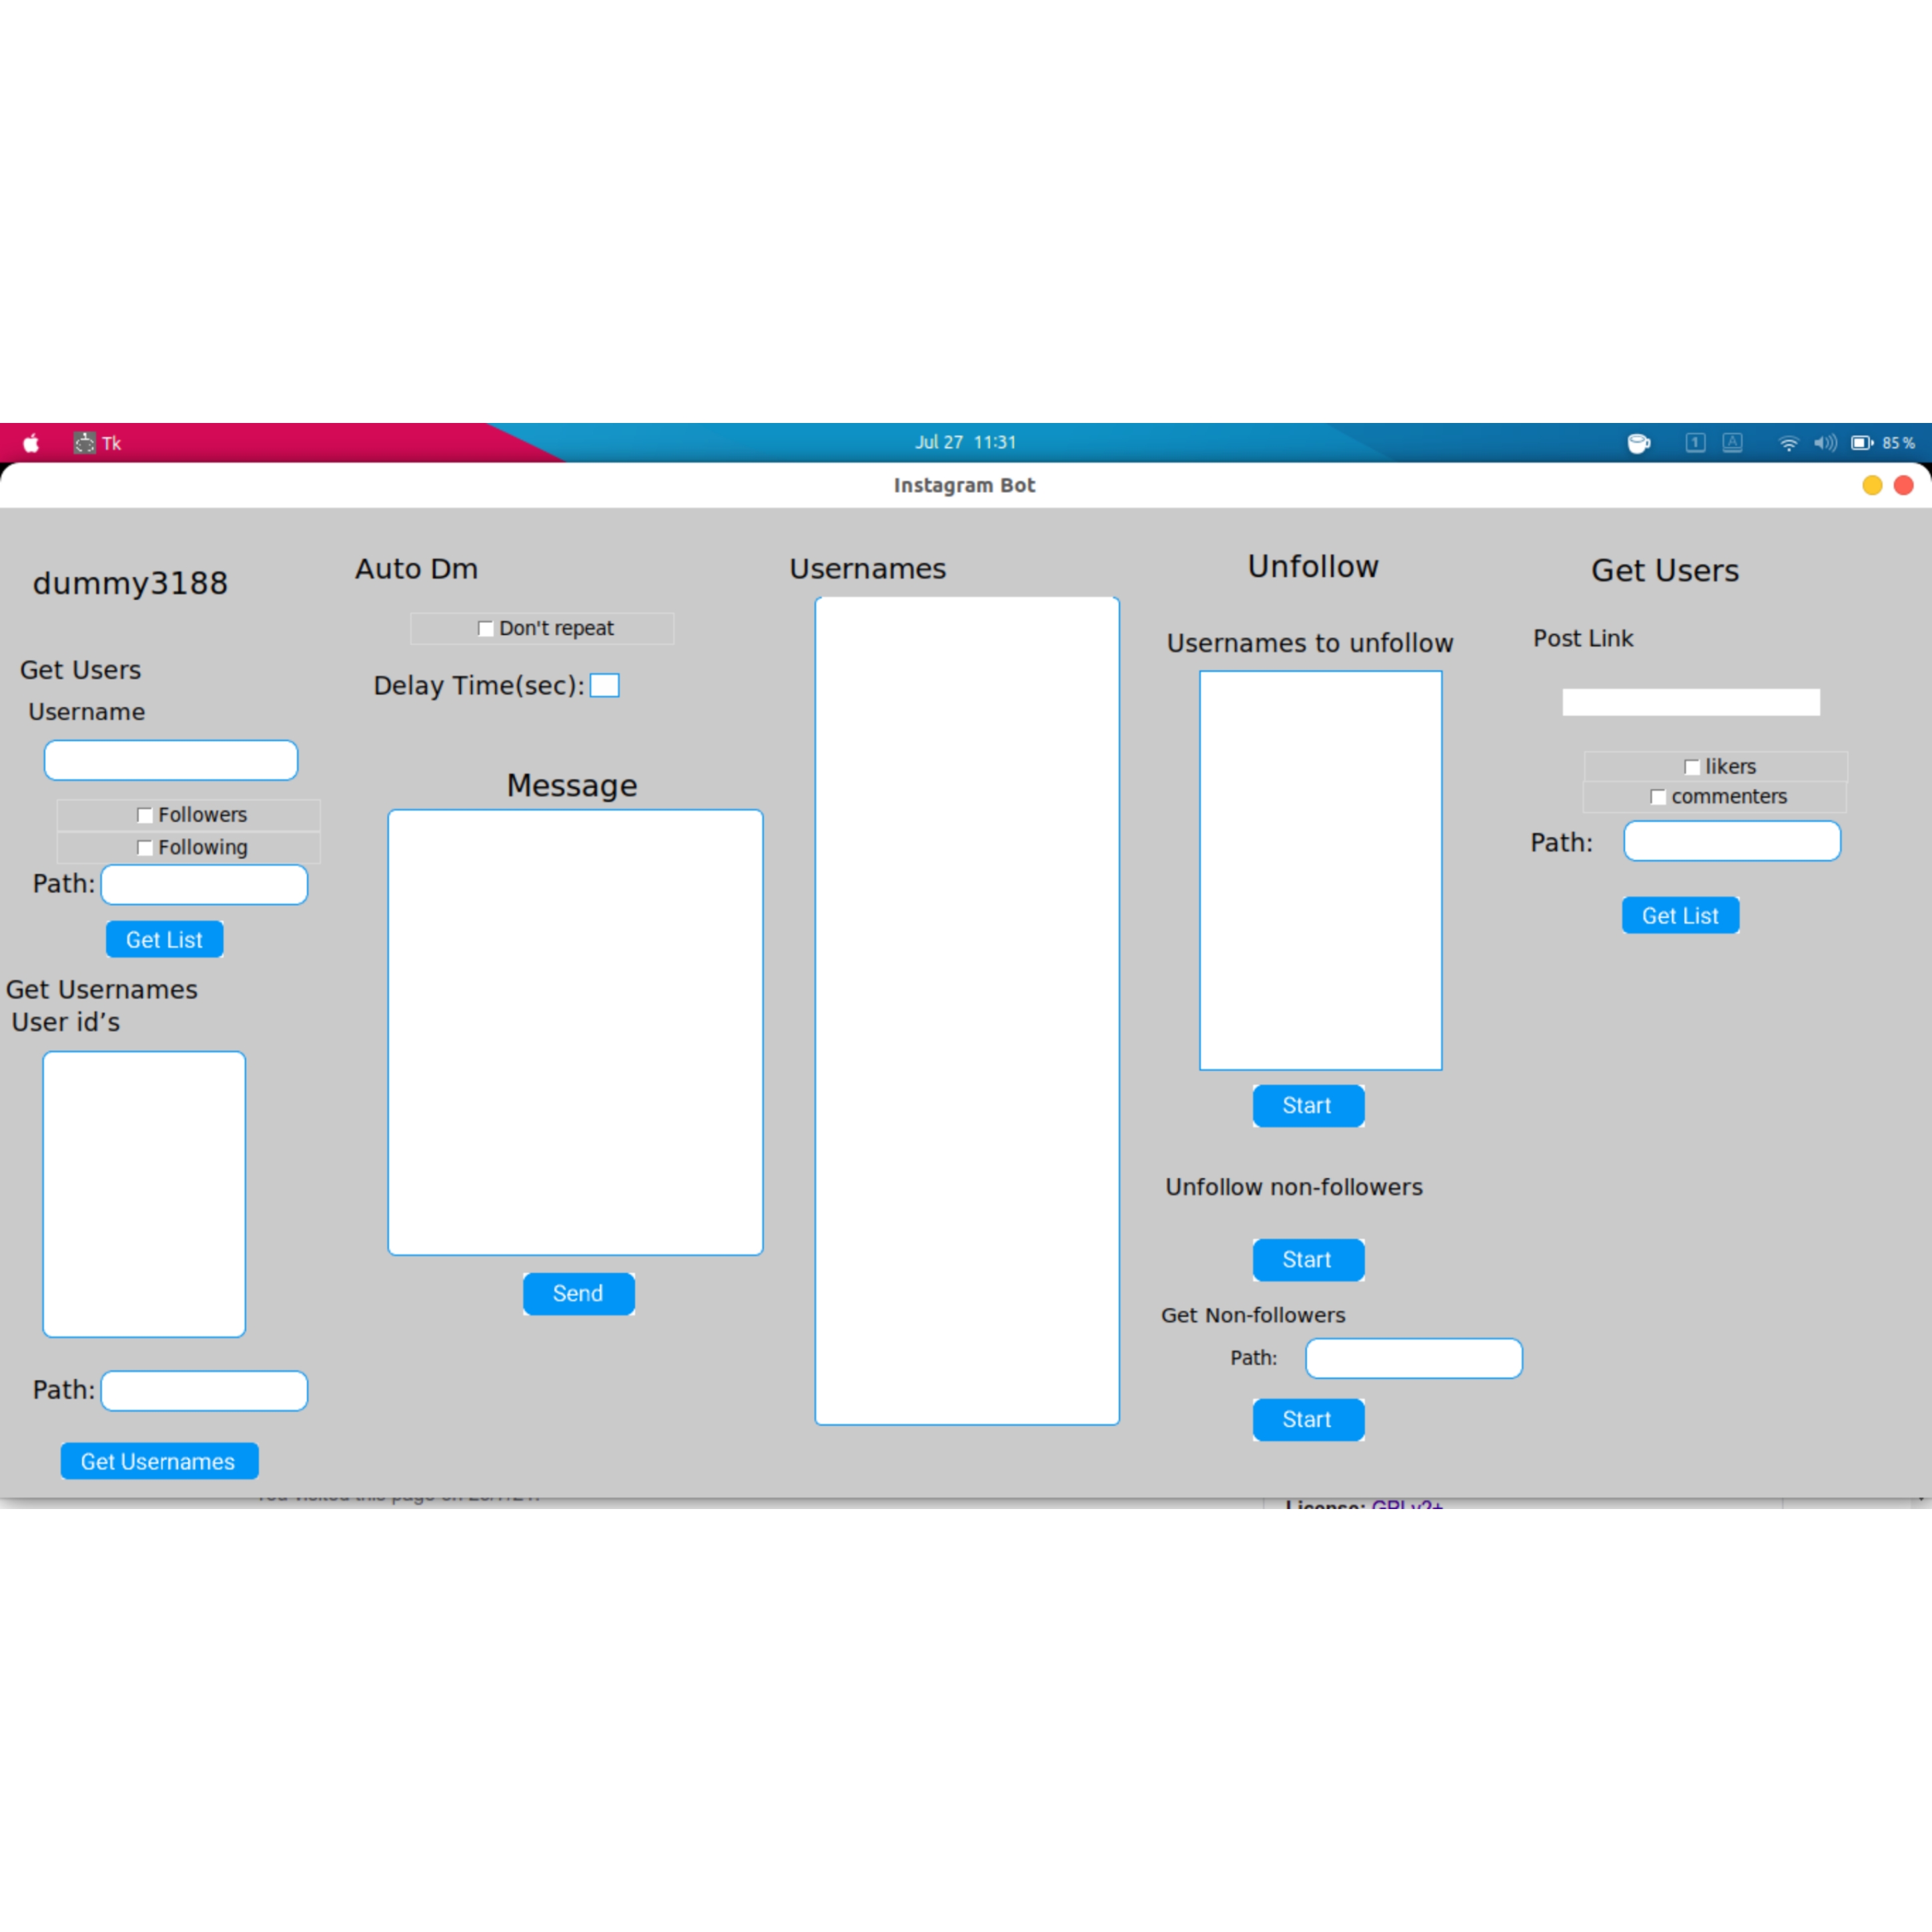 Tk
Jul 27 11:31
1
A
85 %
Instagram Bot
dummy3188
Get Users
Username
Followers
Following
Path:
Get List
Get Usernames
User id’s
Path:
Get Usernames
Auto Dm
Don't repeat
Delay Time(sec):
Message
Send
Usernames
Unfollow
Usernames to unfollow
Start
Unfollow non-followers
Start
Get Non-followers
Path:
Start
Get Users
Post Link
likers
commenters
Path:
Get List
License: GPLv2+